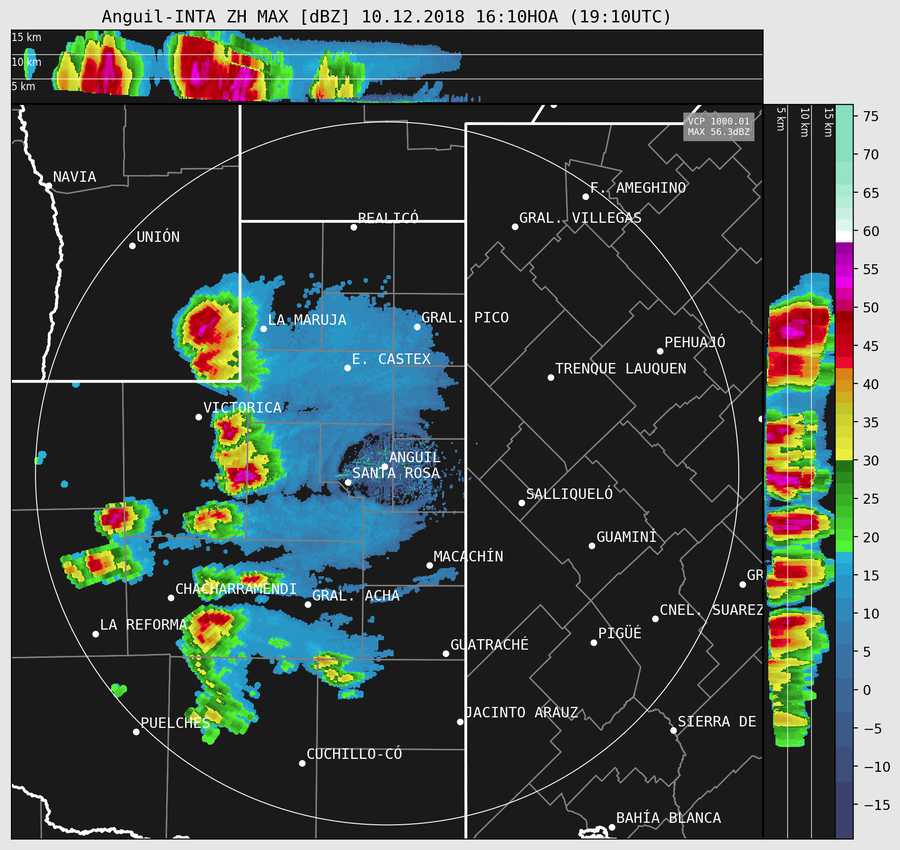 Anguil-INTA ZH MAX [dBZ] 10.12.2018 16:10HOA (19:10UTC)
15 km
10 km
5 km
5 km
10 km
15 km
VCP 1000.01
MAX 56.3dBZ
NAVIA
F. AMEGHINO
REALICÓ
GRAL. VILLEGAS
UNIÓN
LA MARUJA
GRAL. PICO
PEHUAJÓ
E. CASTEX
TRENQUE LAUQUEN
VICTORICA
ANGUIL
SANTA ROSA
SALLIQUELÓ
GUAMINÍ
MACACHÍN
GR
CHACHARRAMENDI
GRAL. ACHA
CNEL. SUAREZ
LA REFORMA
PIGÜÉ
GUATRACHÉ
JACINTO ARAUZ
PUELCHES
SIERRA DE
CUCHILLO-CÓ
BAHÍA BLANCA
75
70
65
60
55
50
45
40
35
30
25
20
15
10
5
0
−5
−10
−15